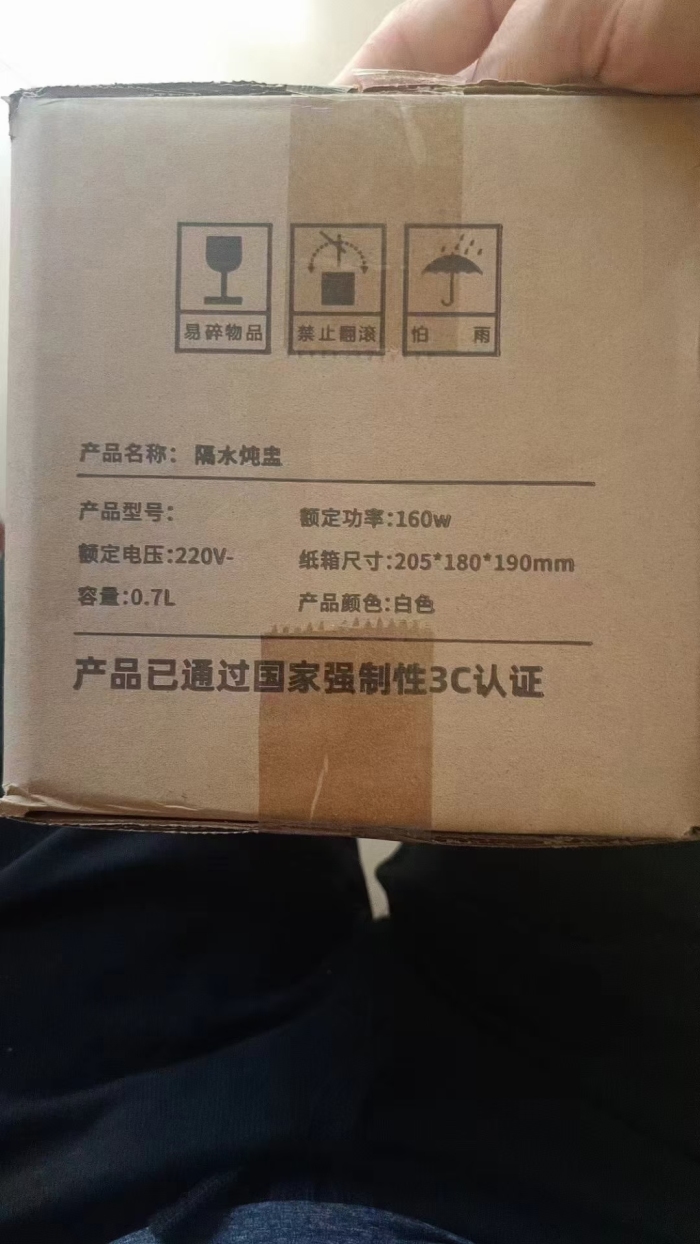 易碎物品 禁止翻滚 怕 雨
产品名称: 隔水炖盅
产品型号: 额定功率:160w
额定电压:220V- 纸箱尺寸:205*180*190mm
容量:0.7L 产品颜色:白色
产品已通过国家强制性3C认证